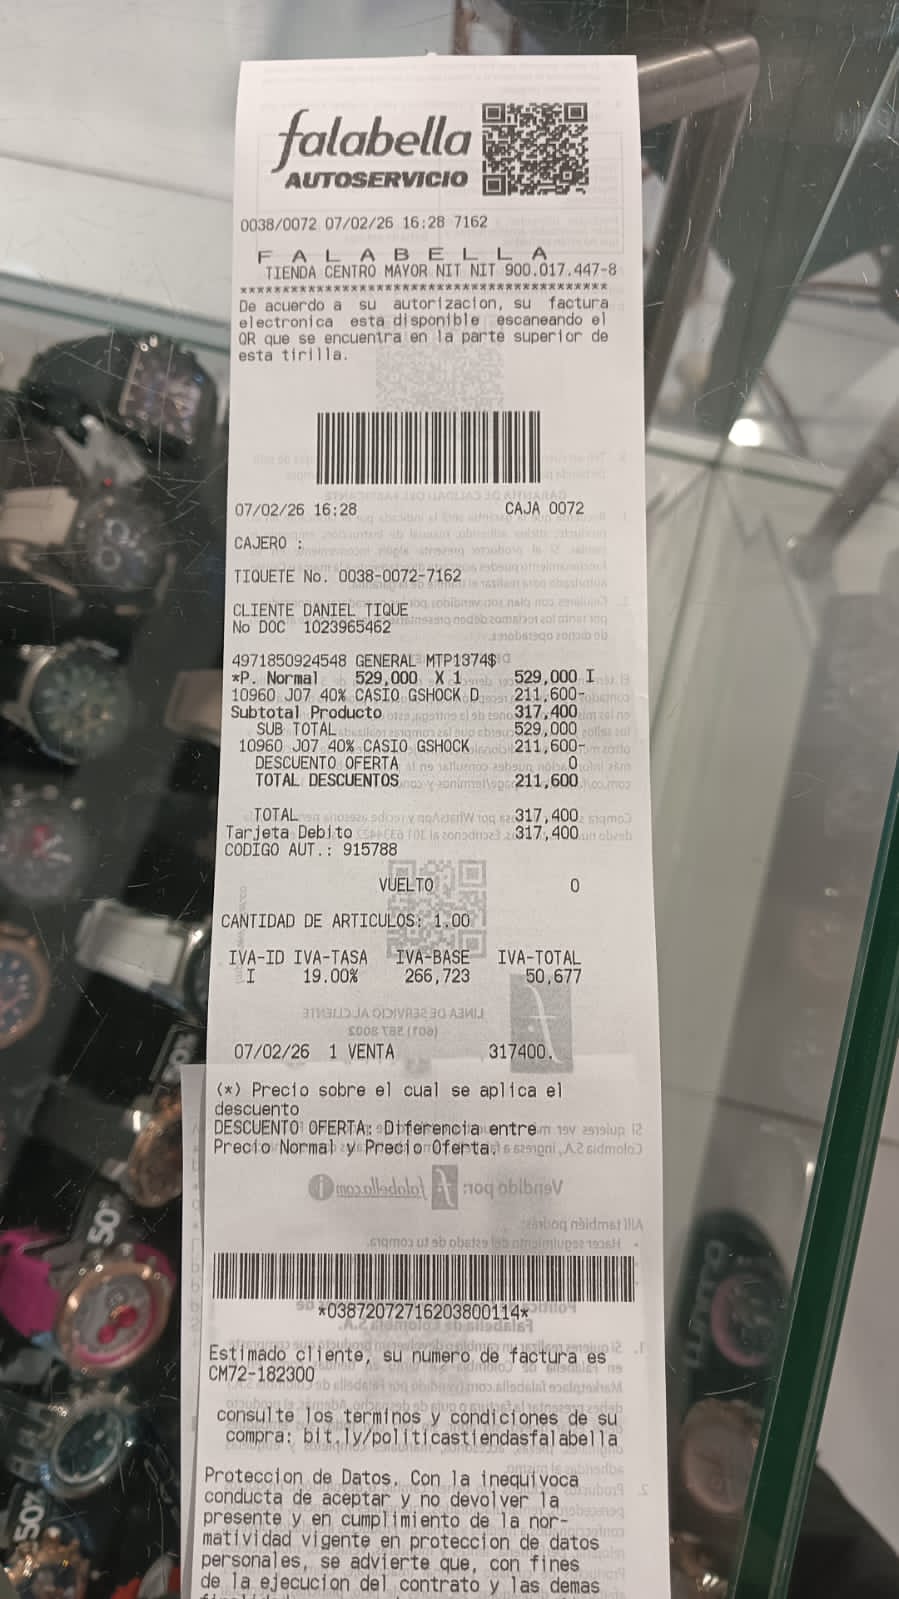 falabella
AUTOSERVICIO
0038/0072 07/02/26 16:28 7162
F A L A B E L L A
TIENDA CENTRO MAYOR NIT NIT 900.017.447-8
******************************************
De acuerdo a su autorizacion, su factura
electronica esta disponible escaneando el
QR que se encuentra en la parte superior de
esta tirilla.
07/02/26 16:28 CAJA 0072
CAJERO :
TIQUETE No. 0038-0072-7162
CLIENTE DANIEL TIQUE
No DOC 1023965462
4971850924548 GENERAL MTP1374$
*P. Normal 529,000 X 1 529,000 I
10960 J07 40% CASIO GSHOCK D 211,600-
Subtotal Producto 317,400
SUB TOTAL 529,000
10960 J07 40% CASIO GSHOCK 211,600-
DESCUENTO OFERTA 0
TOTAL DESCUENTOS 211,600
TOTAL 317,400
Tarjeta Debito 317,400
CODIGO AUT.: 915788
VUELTO 0
CANTIDAD DE ARTICULOS: 1.00
IVA-ID IVA-TASA IVA-BASE IVA-TOTAL
I 19.00% 266,723 50,677
07/02/26 1 VENTA 317400.
(*) Precio sobre el cual se aplica el
descuento
DESCUENTO OFERTA: Diferencia entre
Precio Normal y Precio Oferta.
*03872072716203800114*
Estimado cliente, su numero de factura es
CM72-182300
consulte los terminos y condiciones de su
compra: bit.ly/politicastiendasfalabella
Proteccion de Datos. Con la inequivoca
conducta de aceptar y no devolver la
presente y en cumplimiento de la nor-
matividad vigente en proteccion de datos
personales, se advierte que, con fines
de la ejecucion del contrato y las demas
50%
50%
50%